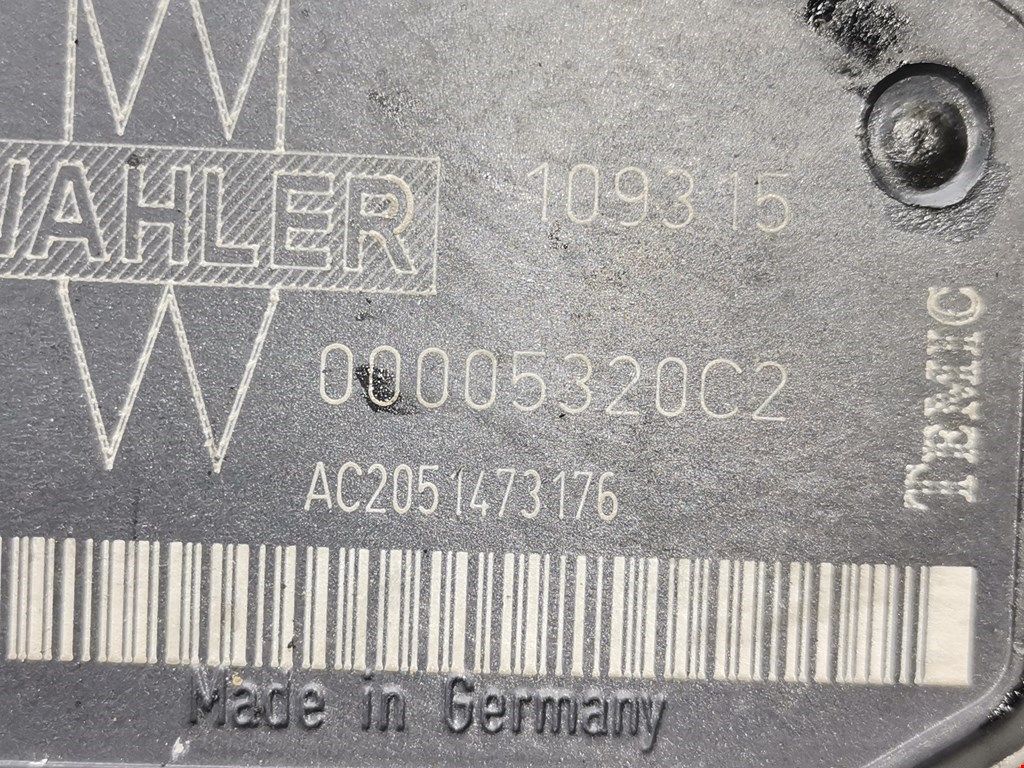 WAHLER
109315
00005320C2
AC2051473176
TEMIC
Made in Germany